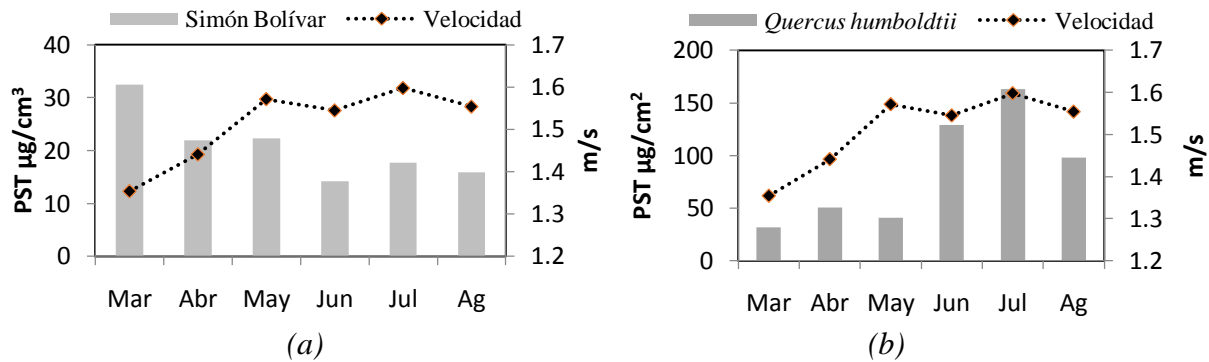 Simón Bolívar
Velocidad
PST µg/cm³
40
30
20
10
0
1.7
1.6
1.5
1.4
1.3
1.2
m/s
Mar Abr May Jun Jul Ag
(a)
Quercus humboldtii
Velocidad
PST µg/cm²
200
150
100
50
0
1.7
1.6
1.5
1.4
1.3
1.2
m/s
Mar Abr May Jun Jul Ag
(b)